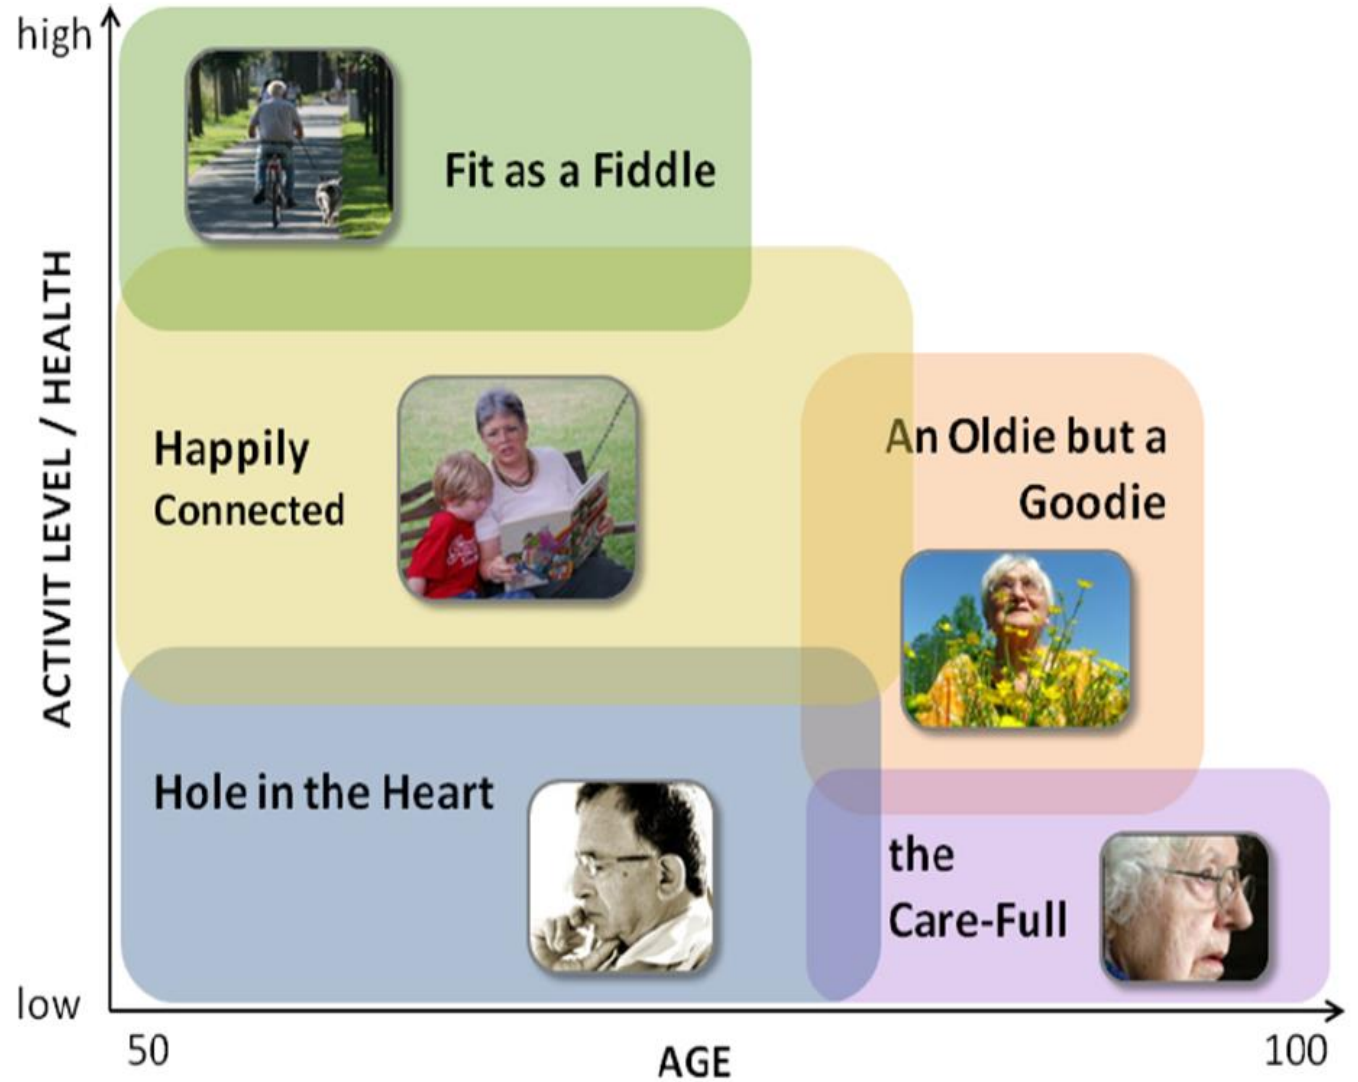 high
Fit as a Fiddle
ACTIVIT LEVEL / HEALTH
Happily
Connected
An Oldie but a
Goodie
Hole in the Heart
the
Care-Full
low
50
AGE
100